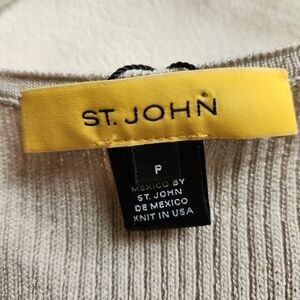 ST. JOHN
P
MEXICO BY
ST. JOHN
DE MEXICO
KNIT IN USA